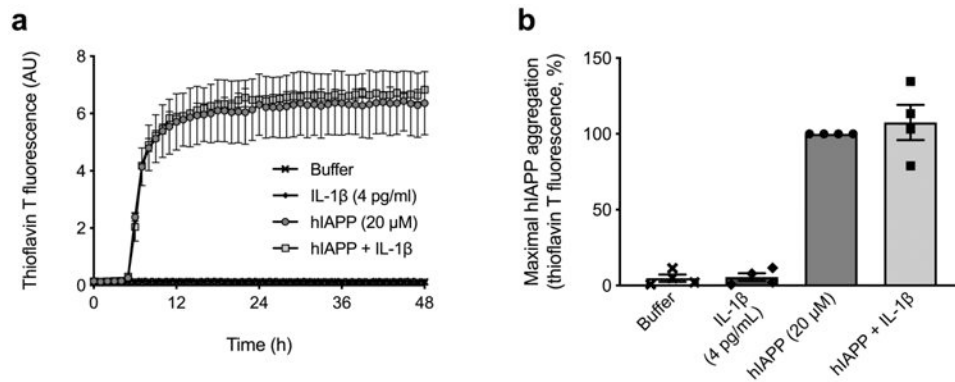 a
Thioflavin T fluorescence (AU)
8
6
4
2
0
0
12
24
36
48
Time (h)
Buffer
IL-1β (4 pg/ml)
hIAPP (20 µM)
hIAPP + IL-1β
b
Maximal hIAPP aggregation
(thioflavin T fluorescence, %)
150
100
50
0
Buffer
IL-1β
(4 pg/mL)
hIAPP (20 µM)
hIAPP + IL-1β